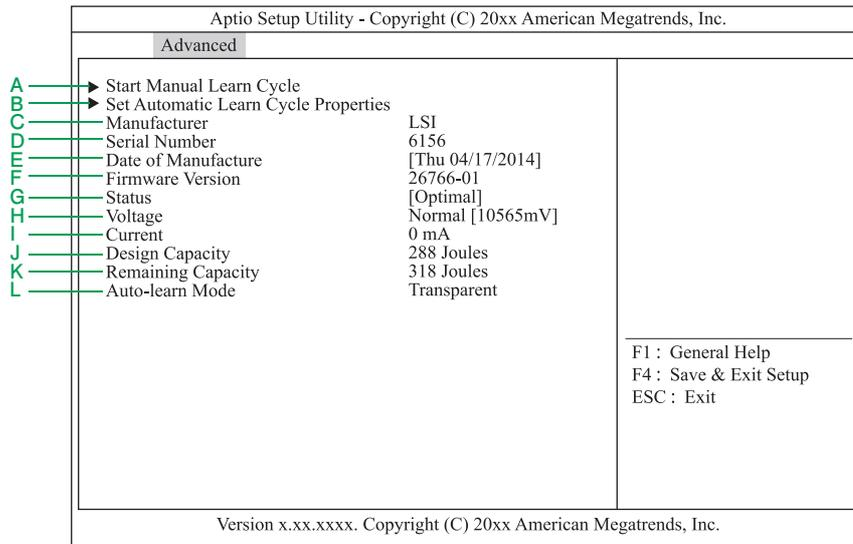 Aptio Setup Utility - Copyright (C) 20xx American Megatrends, Inc.
Advanced
A ▶ Start Manual Learn Cycle
B ▶ Set Automatic Learn Cycle Properties
C Manufacturer LSI
D Serial Number 6156
E Date of Manufacture [Thu 04/17/2014]
F Firmware Version 26766-01
G Status [Optimal]
H Voltage Normal [10565mV]
I Current 0 mA
J Design Capacity 288 Joules
K Remaining Capacity 318 Joules
L Auto-learn Mode Transparent
F1 : General Help
F4 : Save & Exit Setup
ESC : Exit
Version x.xx.xxxx. Copyright (C) 20xx American Megatrends, Inc.